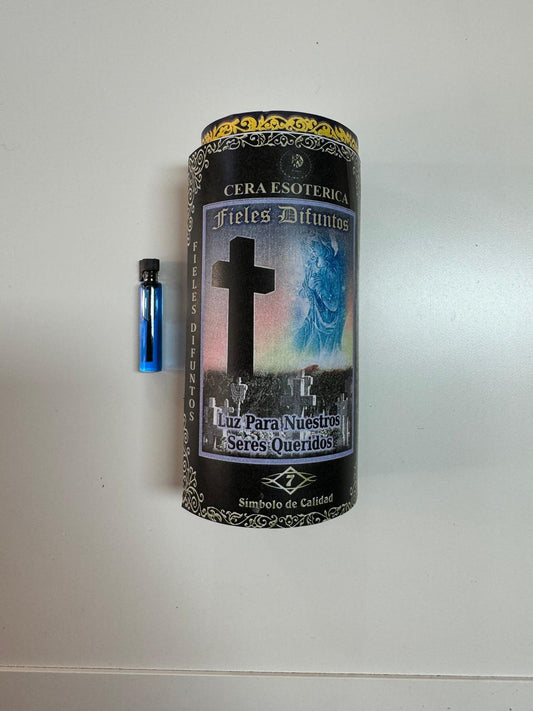 CERA ESOTERICA
Fieles Difuntos
Luz Para Nuestros
Seres Queridos
7
Símbolo de Calidad
FIELES DIFUNTOS